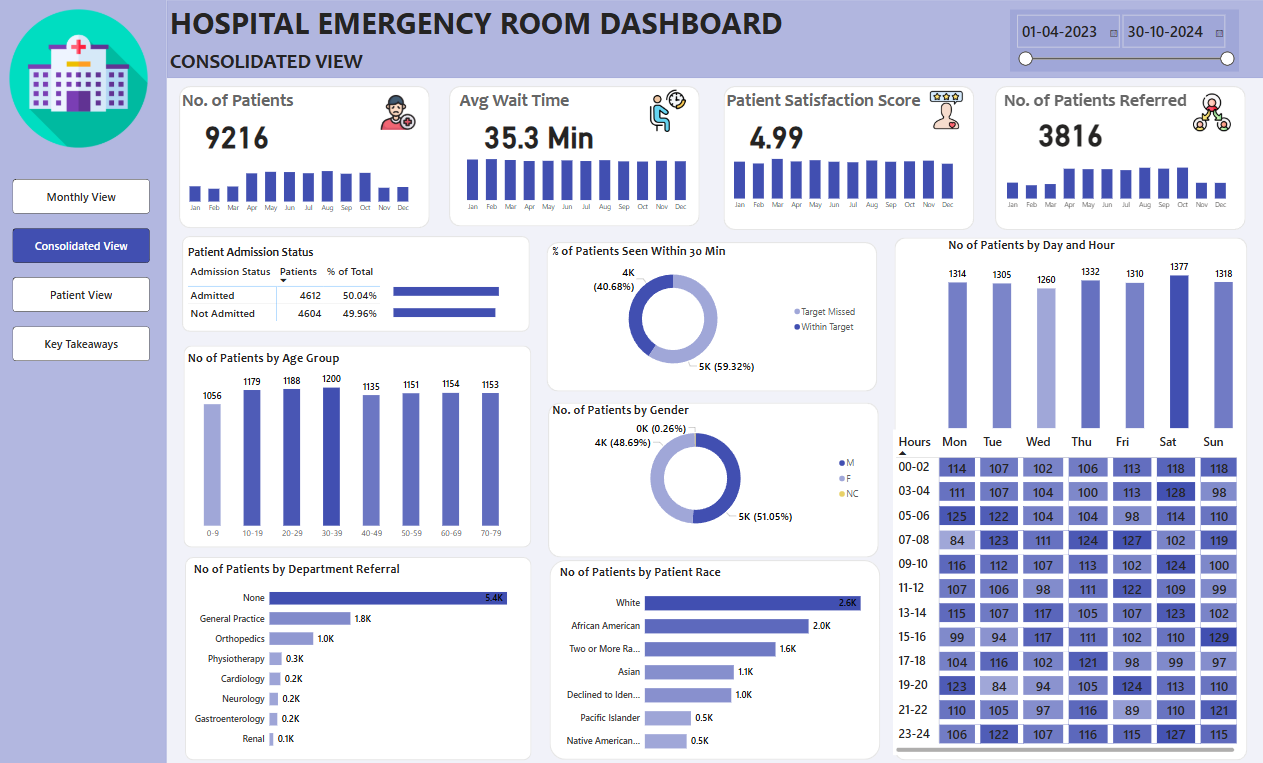 HOSPITAL EMERGENCY ROOM DASHBOARD
CONSOLIDATED VIEW
01-04-2023 30-10-2024
Monthly View
Consolidated View
Patient View
Key Takeaways
No. of Patients
9216
Jan Feb Mar Apr May Jun Jul Aug Sep Oct Nov Dec
Avg Wait Time
35.3 Min
Jan Feb Mar Apr May Jun Jul Aug Sep Oct Nov Dec
Patient Satisfaction Score
4.99
Jan Feb Mar Apr May Jun Jul Aug Sep Oct Nov Dec
No. of Patients Referred
3816
Jan Feb Mar Apr May Jun Jul Aug Sep Oct Nov Dec
Patient Admission Status
Admission Status Patients % of Total
Admitted 4612 50.04%
Not Admitted 4604 49.96%
No of Patients by Age Group
1056 1179 1188 1200 1135 1151 1154 1153
0-9 10-19 20-29 30-39 40-49 50-59 60-69 70-79
No of Patients by Department Referral
None 5.4K
General Practice 1.8K
Orthopedics 1.0K
Physiotherapy 0.3K
Cardiology 0.2K
Neurology 0.2K
Gastroenterology 0.2K
Renal 0.1K
% of Patients Seen Within 30 Min
4K
(40.68%)
5K (59.32%)
Target Missed
Within Target
No. of Patients by Gender
0K (0.26%)
4K (48.69%)
5K (51.05%)
M
F
NC
No of Patients by Patient Race
White 2.6K
African American 2.0K
Two or More Ra... 1.6K
Asian 1.1K
Declined to Iden... 1.0K
Pacific Islander 0.5K
Native American... 0.5K
No of Patients by Day and Hour
1314 1305 1260 1332 1310 1377 1318
Hours Mon Tue Wed Thu Fri Sat Sun
00-02 114 107 102 106 113 118 118
03-04 111 107 104 100 113 128 98
05-06 125 122 104 104 98 114 110
07-08 84 123 111 124 127 102 119
09-10 116 112 107 113 102 124 100
11-12 107 106 98 111 122 109 99
13-14 115 107 117 105 107 123 102
15-16 99 94 117 111 102 110 129
17-18 104 116 102 121 98 99 97
19-20 123 84 94 105 124 113 110
21-22 110 105 97 116 89 110 121
23-24 106 122 107 116 115 127 115